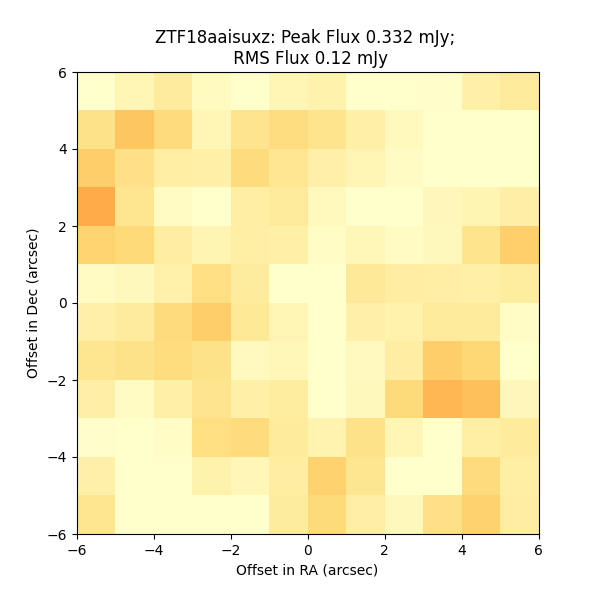 ZTF18aaisuxz: Peak Flux 0.332 mJy;
RMS Flux 0.12 mJy
6
4
2
0
−2
−4
−6
Offset in Dec (arcsec)
−6 −4 −2 0 2 4 6
Offset in RA (arcsec)